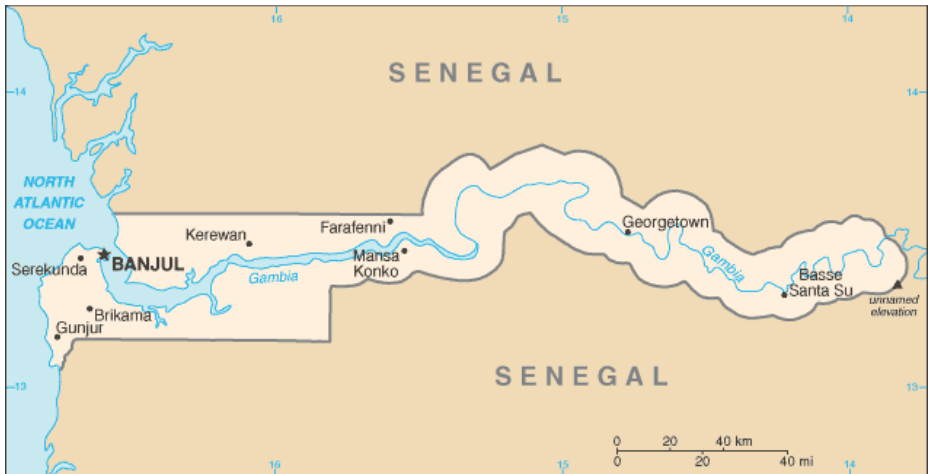 16
15
14
SENEGAL
14
14
NORTH
ATLANTIC
OCEAN
Farafenni
Georgetown
Kerewan
Mansa
Konko
Serekunda
BANJUL
Gambia
Gambia
Basse
Santa Su
unnamed
elevation
Brikama
Gunjur
SENEGAL
13
13
0 20 40 km
0 20 40 mi
16
15
14